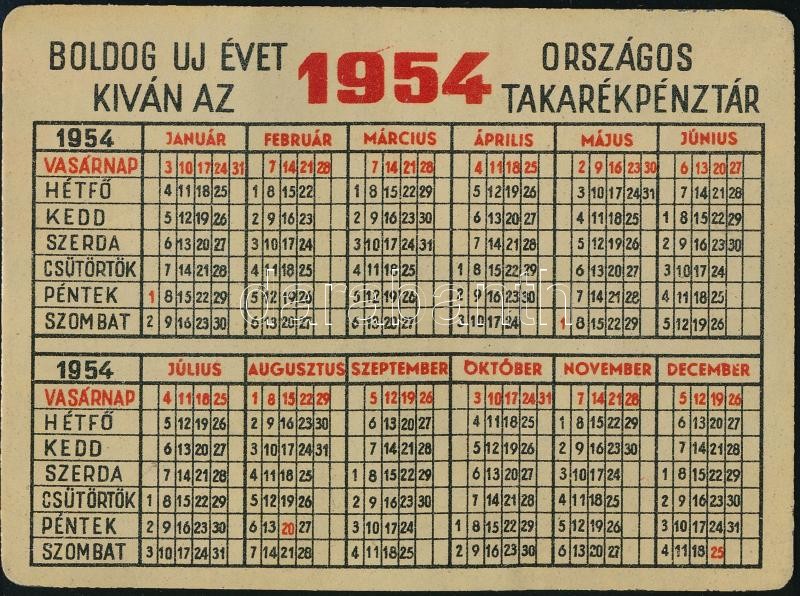 BOLDOG UJ ÉVET 1954 ORSZÁGOS
KIVÁN AZ TAKARÉKPÉNZTÁR
1954 JANUÁR FEBRUÁR MÁRCIUS ÁPRILIS MÁJUS JÚNIUS
VASÁRNAP 3 10 17 24 31 7 14 21 28 7 14 21 28 4 11 18 25 2 9 16 23 30 6 13 20 27
HÉTFŐ 4 11 18 25 1 8 15 22 1 8 15 22 29 5 12 19 26 3 10 17 24 31 7 14 21 28
KEDD 5 12 19 26 2 9 16 23 2 9 16 23 30 6 13 20 27 4 11 18 25 1 8 15 22 29
SZERDA 6 13 20 27 3 10 17 24 3 10 17 24 31 7 14 21 28 5 12 19 26 2 9 16 23 30
CSÜTÖRTÖK 7 14 21 28 4 11 18 25 4 11 18 25 1 8 15 22 29 6 13 20 27 3 10 17 24
PÉNTEK 1 8 15 22 29 5 12 19 26 5 12 19 26 2 9 16 23 30 7 14 21 28 4 11 18 25
SZOMBAT 2 9 16 23 30 6 13 20 27 6 13 20 27 3 10 17 24 1 8 15 22 29 5 12 19 26
darabanth.com
1954 JÚLIUS AUGUSZTUS SZEPTEMBER OKTÓBER NOVEMBER DECEMBER
VASÁRNAP 4 11 18 25 1 8 15 22 29 5 12 19 26 3 10 17 24 31 7 14 21 28 5 12 19 26
HÉTFŐ 5 12 19 26 2 9 16 23 30 6 13 20 27 4 11 18 25 1 8 15 22 29 6 13 20 27
KEDD 6 13 20 27 3 10 17 24 31 7 14 21 28 5 12 19 26 2 9 16 23 30 7 14 21 28
SZERDA 7 14 21 28 4 11 18 25 1 8 15 22 29 6 13 20 27 3 10 17 24 1 8 15 22 29
CSÜTÖRTÖK 1 8 15 22 29 5 12 19 26 2 9 16 23 30 7 14 21 28 4 11 18 25 2 9 16 23 30
PÉNTEK 2 9 16 23 30 6 13 20 27 3 10 17 24 1 8 15 22 29 5 12 19 26 3 10 17 24 31
SZOMBAT 3 10 17 24 31 7 14 21 28 4 11 18 25 2 9 16 23 30 6 13 20 27 4 11 18 25